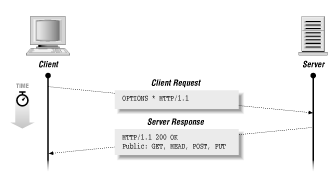 Client
Server
TIME
Client Request
OPTIONS * HTTP/1.1
Server Response
HTTP/1.1 200 OK
Public: GET, HEAD, POST, PUT